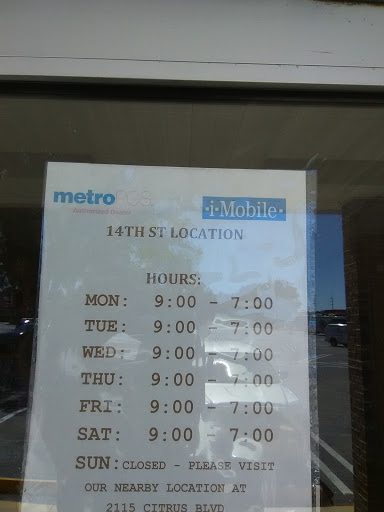 metroPCS ·i·Mobile·
Authorized Dealer
14TH ST LOCATION
HOURS:
MON: 9:00 - 7:00
TUE: 9:00 - 7:00
WED: 9:00 - 7:00
THU: 9:00 - 7:00
FRI: 9:00 - 7:00
SAT: 9:00 - 7:00
SUN: CLOSED - PLEASE VISIT
OUR NEARBY LOCATION AT
2115 CITRUS BLVD